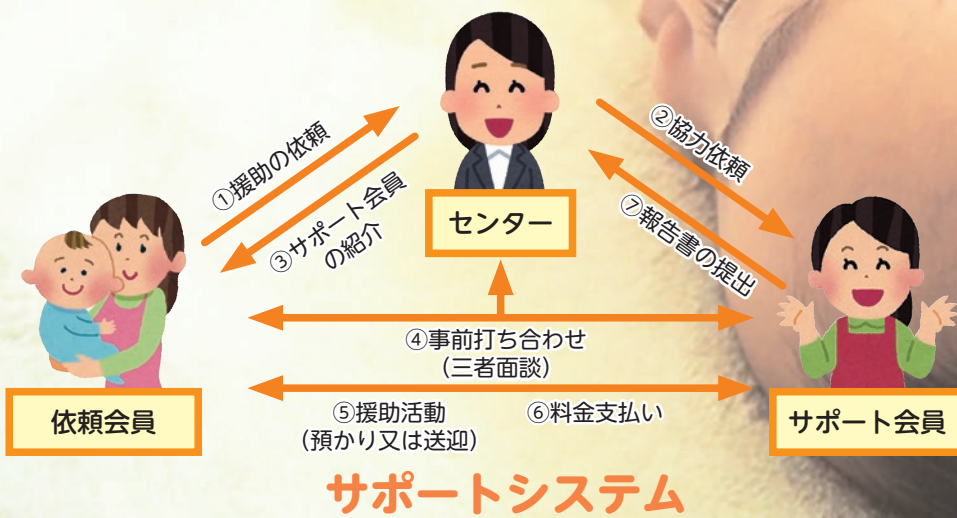 ①援助の依頼
②協力依頼
③サポート会員
の紹介
センター
⑦報告書の提出
④事前打ち合わせ
(三者面談)
依頼会員
⑤援助活動
(預かり又は送迎)
⑥料金支払い
サポート会員
サポートシステム